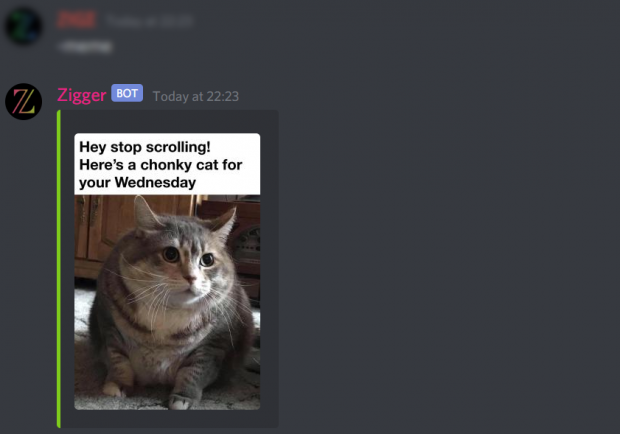 Zigger BOT Today at 22:23
Hey stop scrolling!
Here's a chonky cat for
your Wednesday